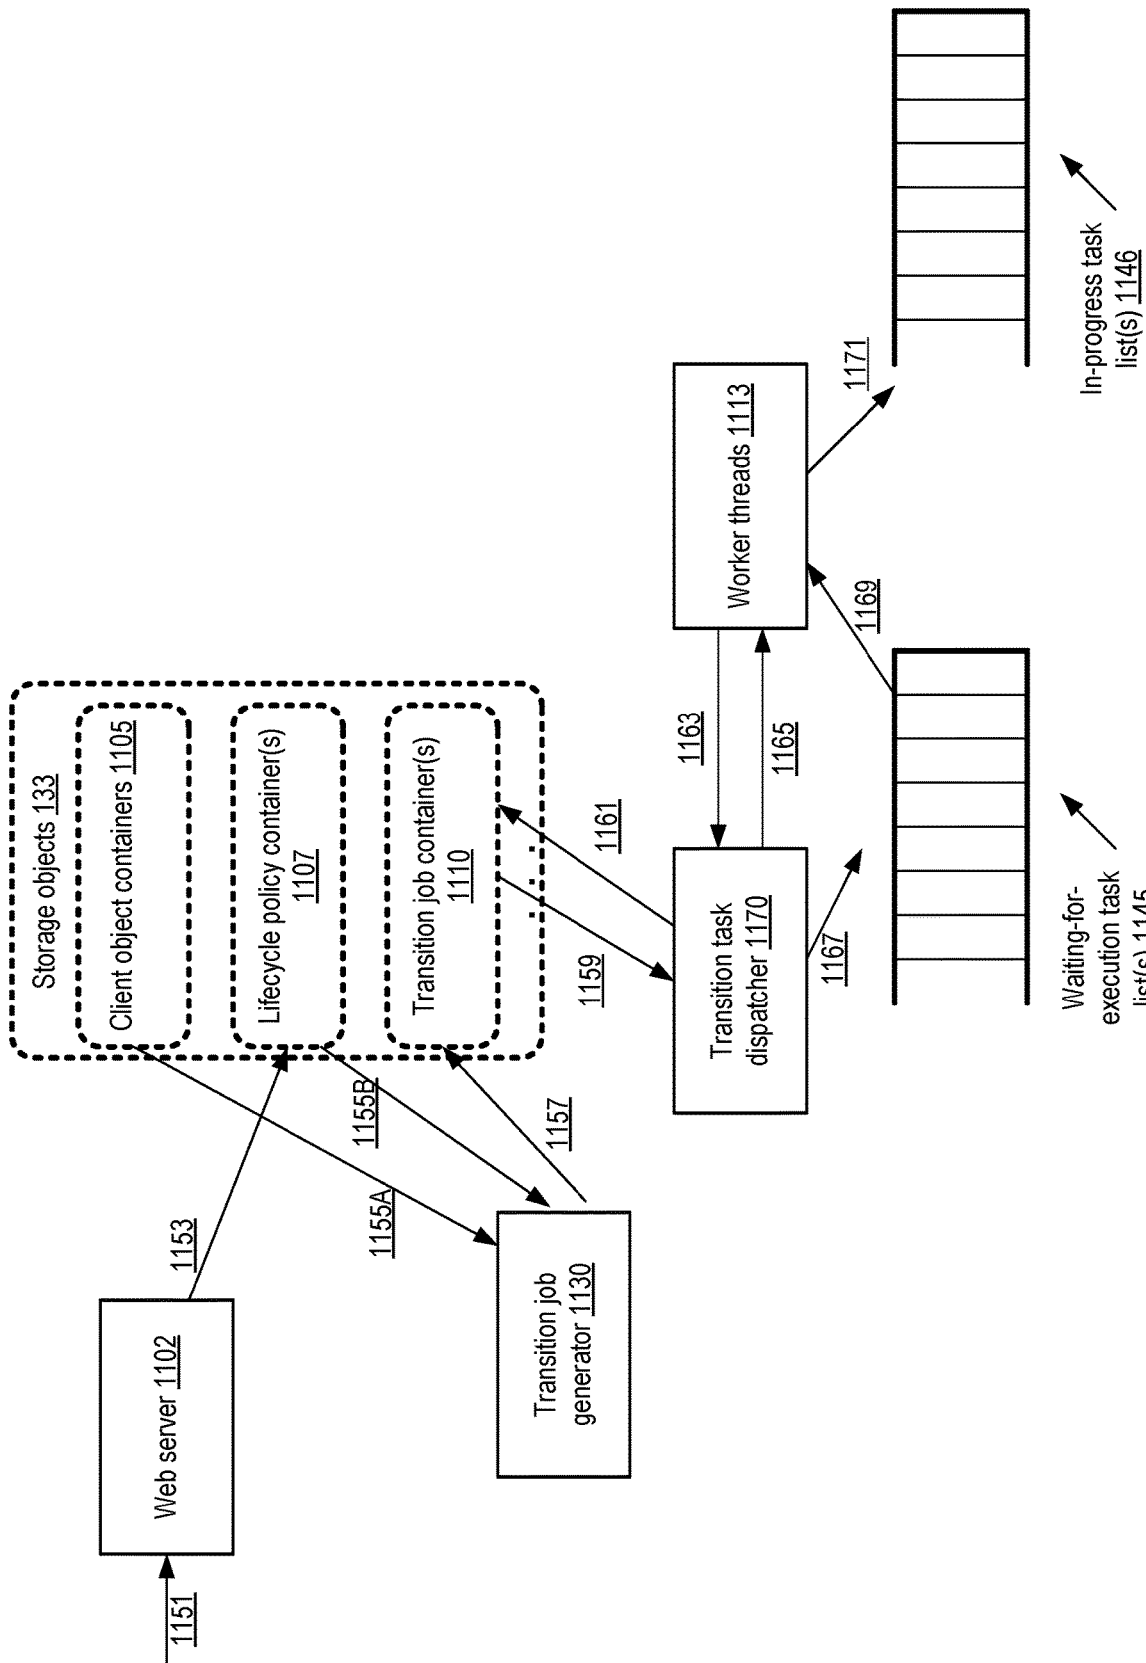 Storage objects 133
Client object containers 1105
Lifecycle policy container(s)
1107
Transition job container(s)
1110
. . .
1151
Web server 1102
1153
1155A
1155B
1157
Transition job
generator 1130
1159
1161
Transition task
dispatcher 1170
1163
1165
1167
Worker threads 1113
1169
1171
Waiting-for-
execution task
list(s) 1145
In-progress task
list(s) 1146